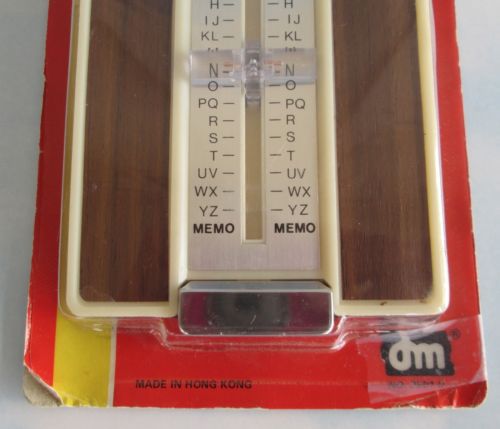 H H
IJ IJ
KL KL
M M
N N
O O
PQ PQ
R R
S S
T T
UV UV
WX WX
YZ YZ
MEMO MEMO
dm®
MADE IN HONG KONG
NO.